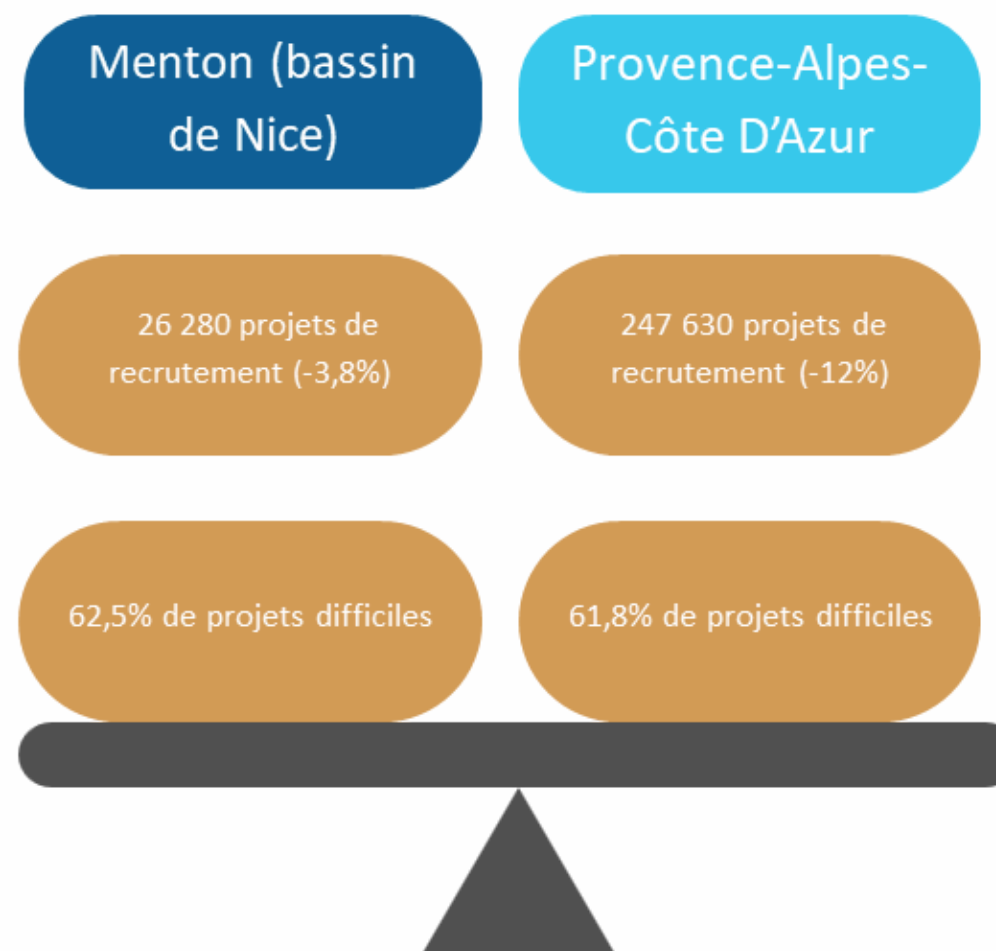 Menton (bassin
de Nice)
Provence-Alpes-
Côte D’Azur
26 280 projets de
recrutement (-3,8%)
247 630 projets de
recrutement (-12%)
62,5% de projets difficiles
61,8% de projets difficiles